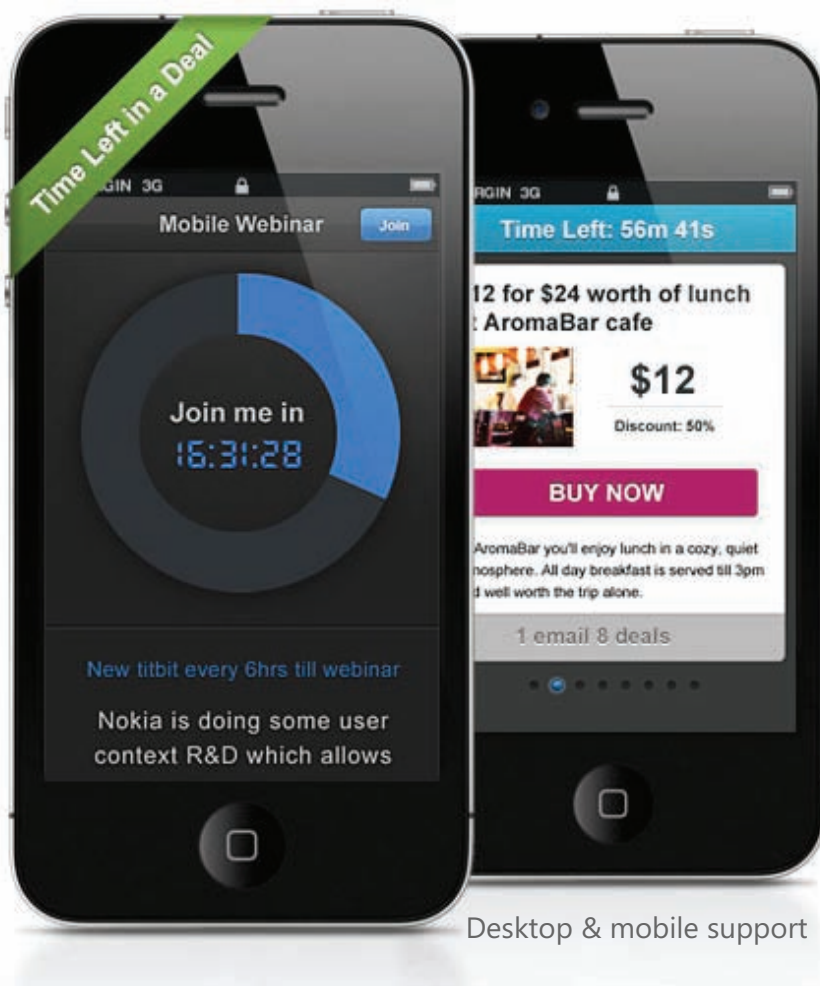 Time Left in a Deal
GIN 3G
Mobile Webinar
Join
Join me in
16:31:28
New titbit every 6hrs till webinar
Nokia is doing some user
context R&D which allows
RGIN 3G
Time Left: 56m 41s
12 for $24 worth of lunch
AromaBar cafe
$12
Discount: 50%
BUY NOW
AromaBar you'll enjoy lunch in a cozy, quiet
nosphere. All day breakfast is served till 3pm
d well worth the trip alone.
1 email 8 deals
Desktop & mobile support